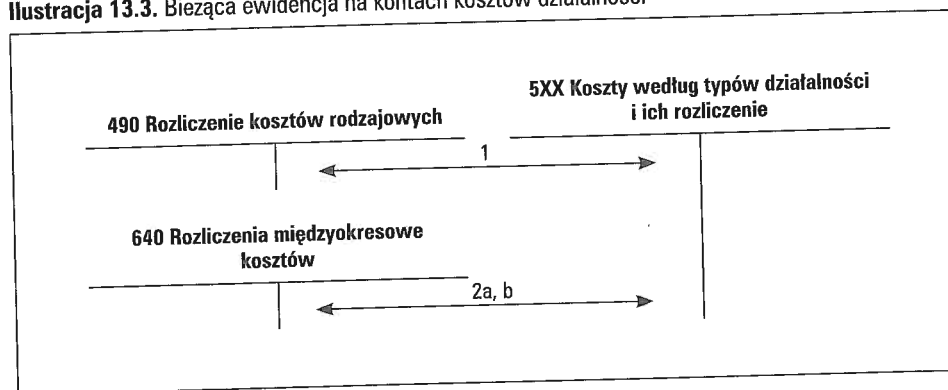 Ilustracja 13.3. Bieżąca ewidencja na kontach kosztów działalności
5XX Koszty według typów działalności
i ich rozliczenie
490 Rozliczenie kosztów rodzajowych
1
640 Rozliczenia międzyokresowe
kosztów
2a, b